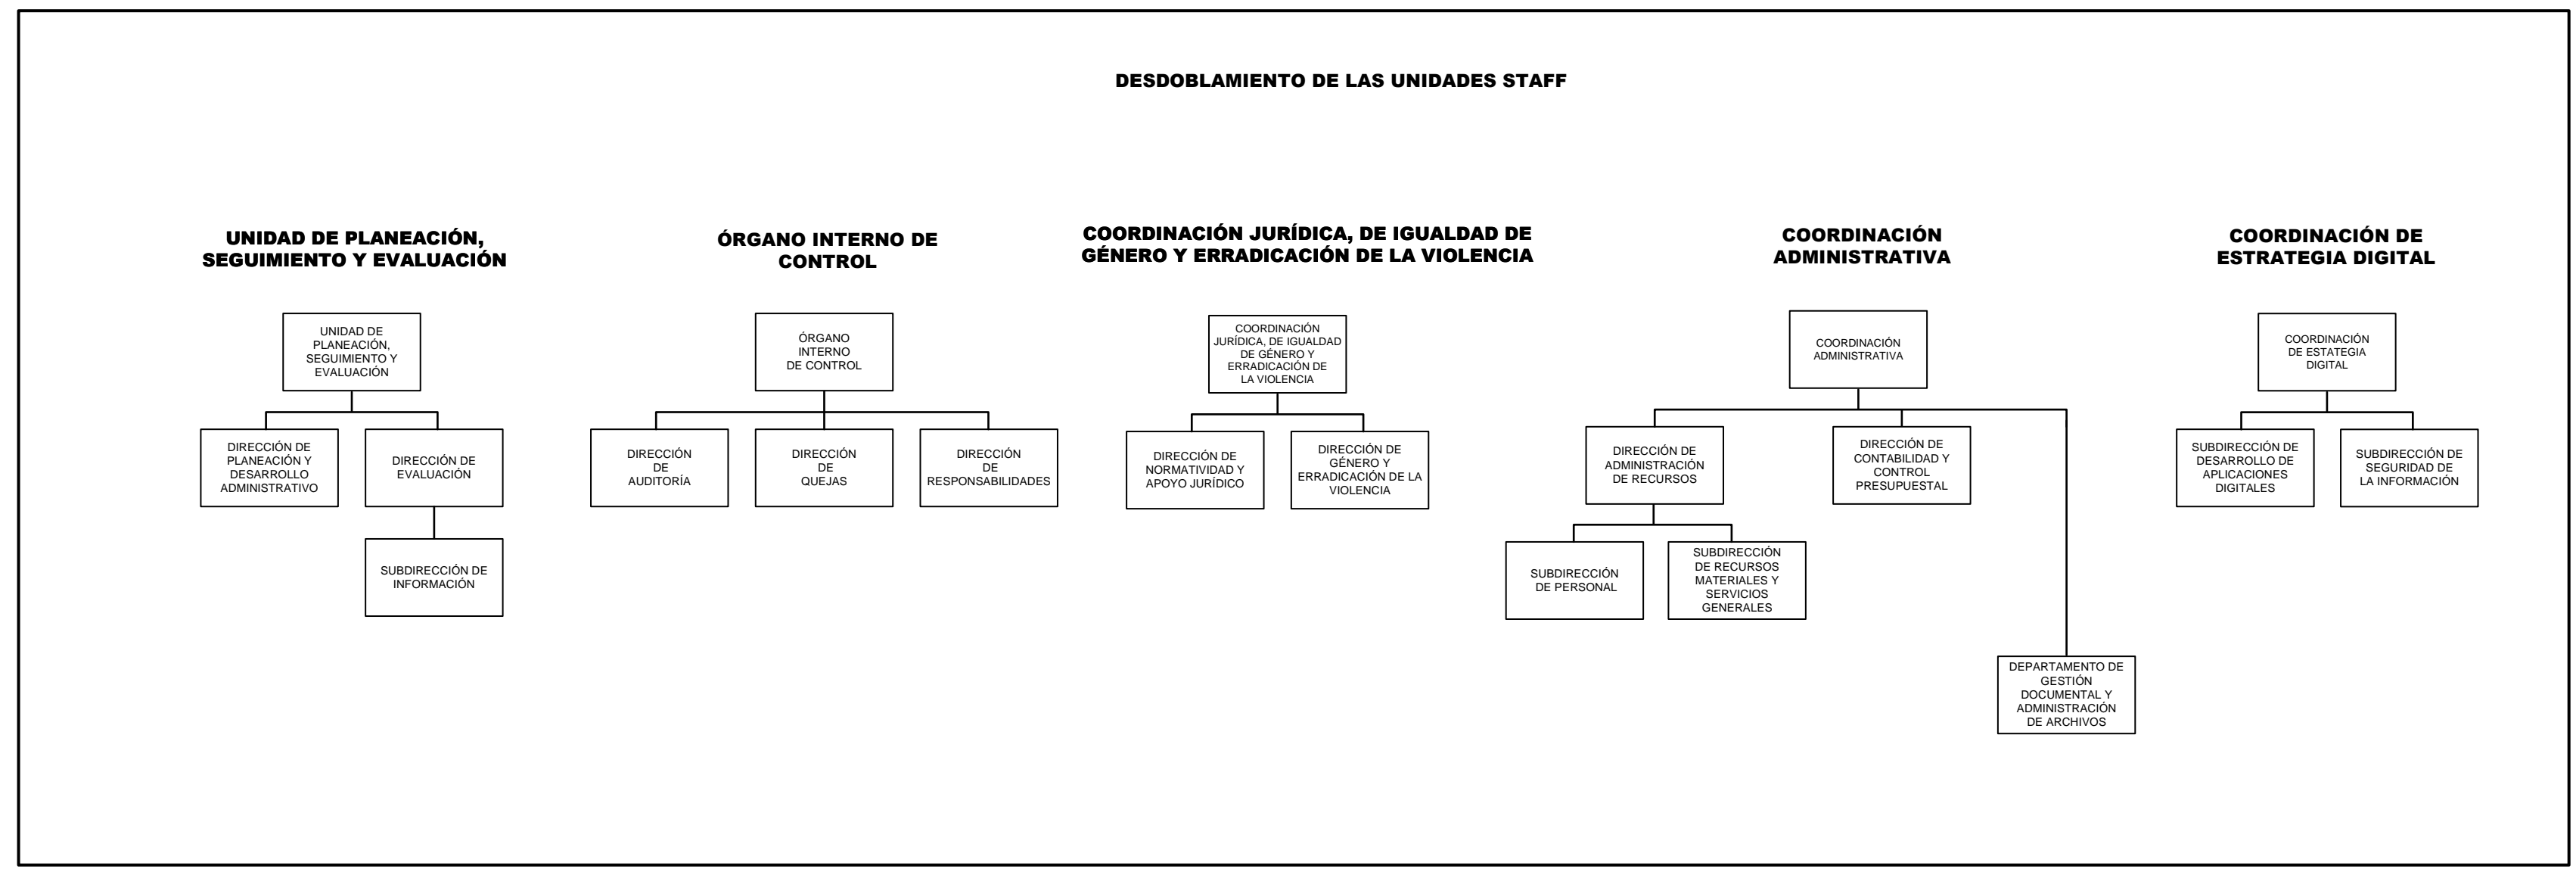 DESDOBLAMIENTO DE LAS UNIDADES STAFF
UNIDAD DE PLANEACIÓN,
SEGUIMIENTO Y EVALUACIÓN
UNIDAD DE
PLANEACIÓN,
SEGUIMIENTO Y
EVALUACIÓN
DIRECCIÓN DE
PLANEACIÓN Y
DESARROLLO
ADMINISTRATIVO
DIRECCIÓN DE
EVALUACIÓN
SUBDIRECCIÓN DE
INFORMACIÓN
ÓRGANO INTERNO DE
CONTROL
ÓRGANO
INTERNO
DE CONTROL
DIRECCIÓN
DE
AUDITORÍA
DIRECCIÓN
DE
QUEJAS
DIRECCIÓN
DE
RESPONSABILIDADES
COORDINACIÓN JURÍDICA, DE IGUALDAD DE
GÉNERO Y ERRADICACIÓN DE LA VIOLENCIA
COORDINACIÓN
JURÍDICA, DE IGUALDAD
DE GÉNERO Y
ERRADICACIÓN DE
LA VIOLENCIA
DIRECCIÓN DE
NORMATIVIDAD Y
APOYO JURÍDICO
DIRECCIÓN DE
GÉNERO Y
ERRADICACIÓN DE LA
VIOLENCIA
COORDINACIÓN
ADMINISTRATIVA
COORDINACIÓN
ADMINISTRATIVA
DIRECCIÓN DE
ADMINISTRACIÓN
DE RECURSOS
DIRECCIÓN DE
CONTABILIDAD Y
CONTROL
PRESUPUESTAL
SUBDIRECCIÓN
DE PERSONAL
SUBDIRECCIÓN
DE RECURSOS
MATERIALES Y
SERVICIOS
GENERALES
DEPARTAMENTO DE
GESTIÓN
DOCUMENTAL Y
ADMINISTRACIÓN
DE ARCHIVOS
COORDINACIÓN DE
ESTRATEGIA DIGITAL
COORDINACIÓN
DE ESTATEGIA
DIGITAL
SUBDIRECCIÓN DE
DESARROLLO DE
APLICACIONES
DIGITALES
SUBDIRECCIÓN DE
SEGURIDAD DE
LA INFORMACIÓN